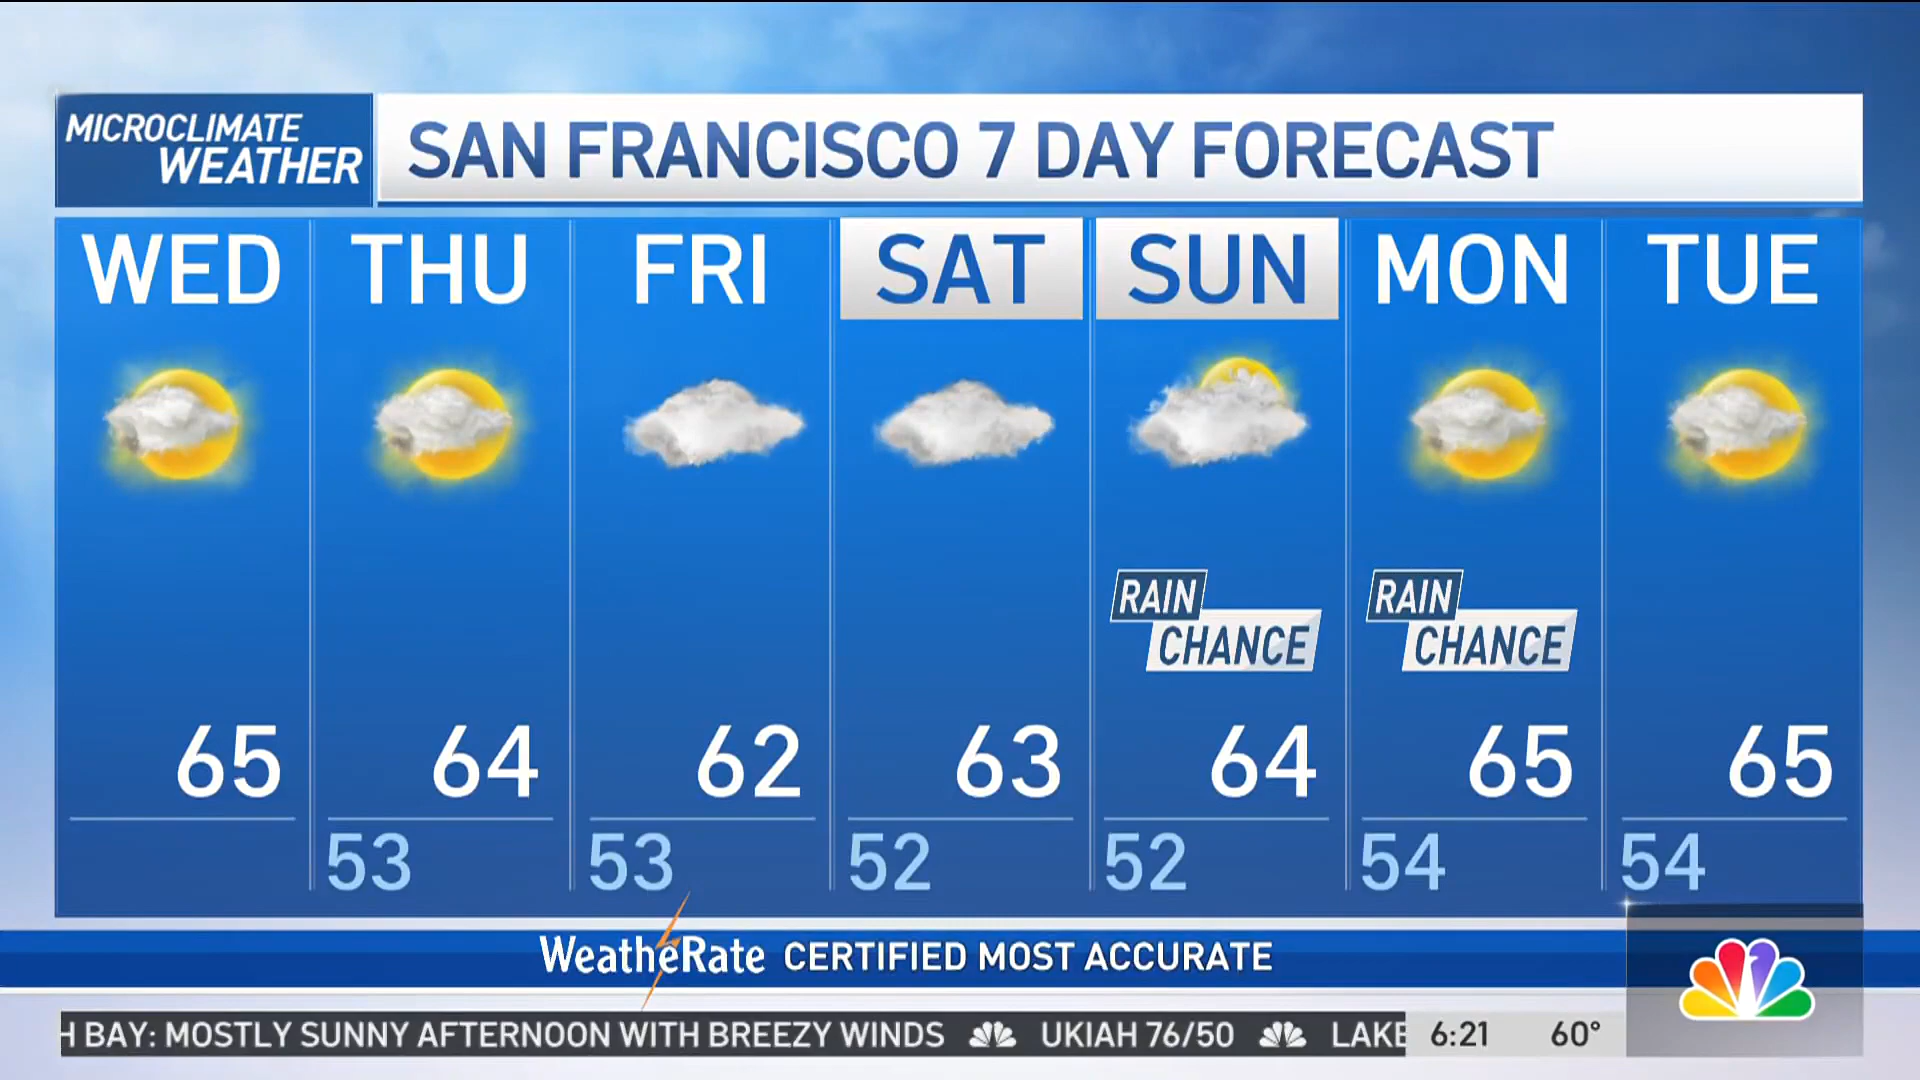 MICROCLIMATE
WEATHER
SAN FRANCISCO 7 DAY FORECAST
WED THU FRI SAT SUN MON TUE
RAIN CHANCE RAIN CHANCE
65 64 62 63 64 65 65
53 53 52 52 54 54
WeatheRate CERTIFIED MOST ACCURATE
H BAY: MOSTLY SUNNY AFTERNOON WITH BREEZY WINDS UKIAH 76/50 LAKE 6:21 60°